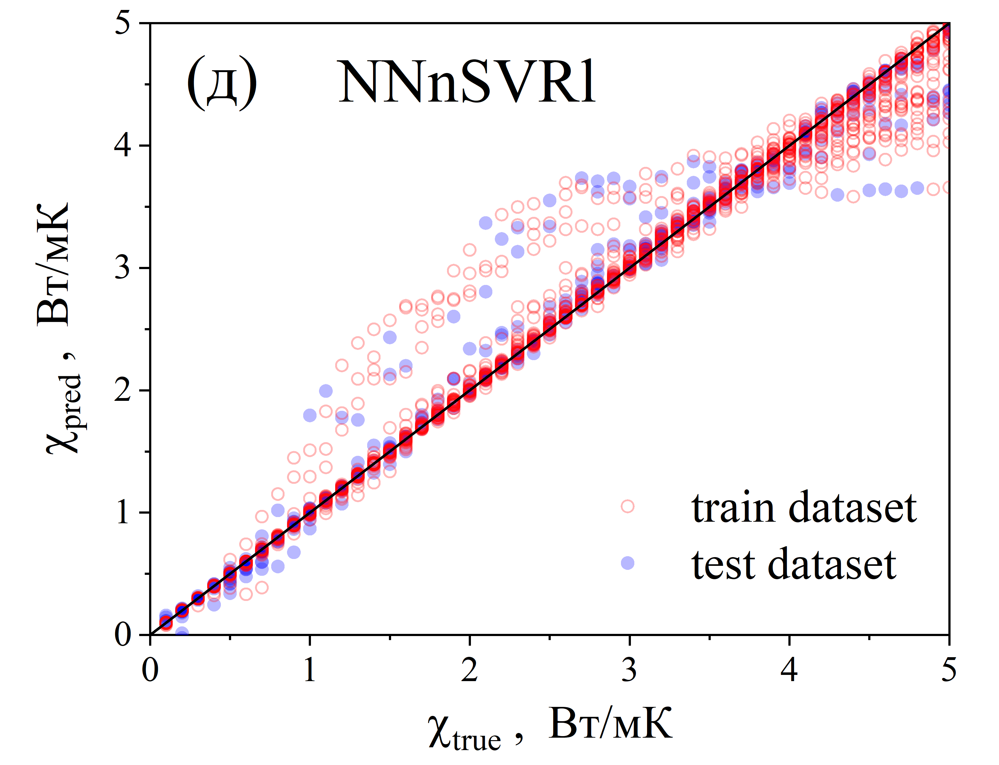 (д) NNnSVRl
5
4
3
2
1
0
χpred , Вт/мК
train dataset
test dataset
0 1 2 3 4 5
χtrue , Вт/мК